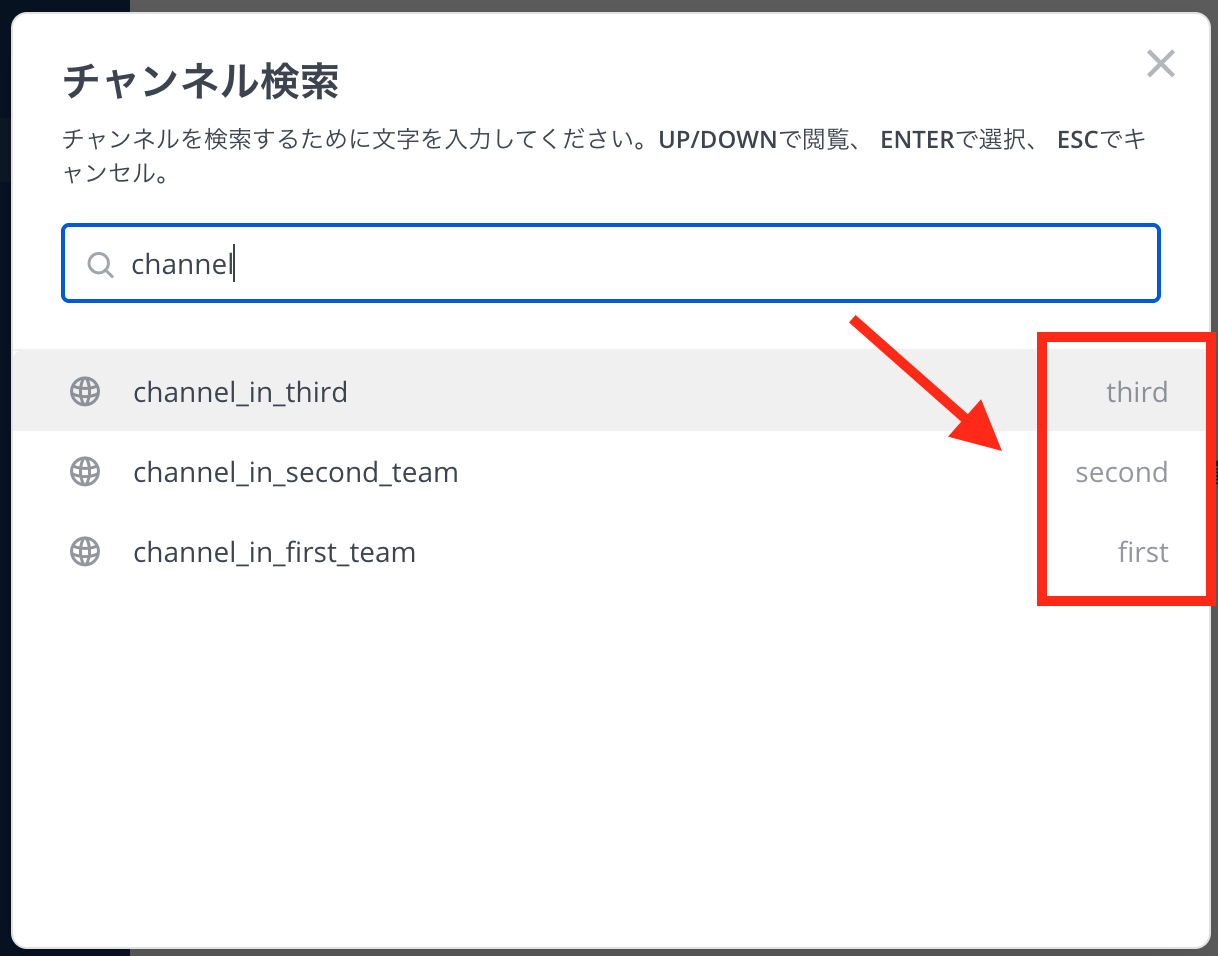 チャンネル検索
チャンネルを検索するために文字を入力してください。UP/DOWNで閲覧、 ENTERで選択、 ESCでキ
ャンセル。
channel
channel_in_third third
channel_in_second_team second
channel_in_first_team first